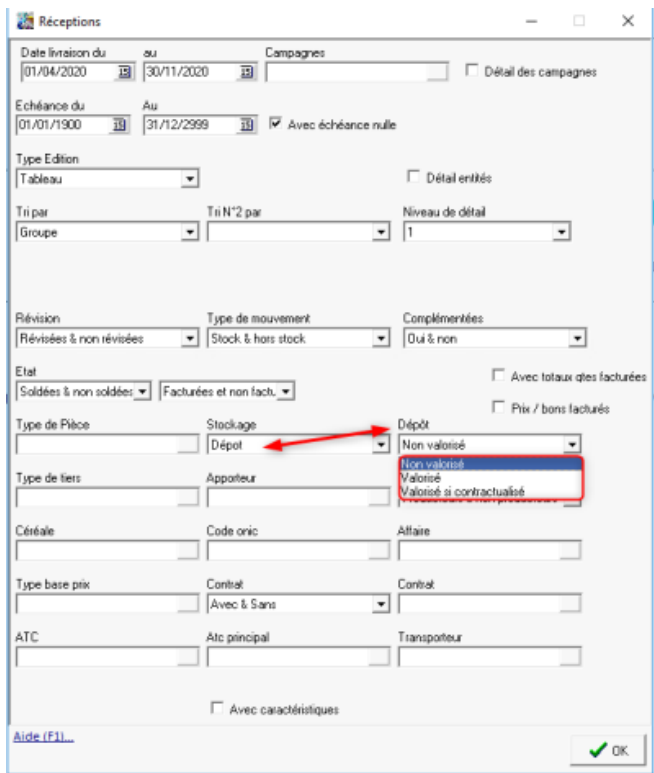 Réceptions
Date livraison du au Campagnes
01/04/2020 15 30/11/2020 15 Détail des campagnes
Echéance du Au
01/01/1900 15 31/12/2999 15 Avec échéance nulle
Type Edition
Tableau Détail entités
Tri par Tri N°2 par Niveau de détail
Groupe 1
Révision Type de mouvement Complémentées
Révisées & non révisées Stock & hors stock Oui & non
Etat
Soldées & non soldées Facturées et non factu. Avec totaux qtes facturées
Prix / bons facturés
Type de Pièce Stockage Dépôt
Dépot Non valorisé
Non valorisé
Valorisé
Valorisé si contractualisé
Type de tiers Apporteur
Céréale Code onic Affaire
Type base prix Contrat Contrat
Avec & Sans
ATC Atc principal Transporteur
Avec caractéristiques
Aide (F1)... OK